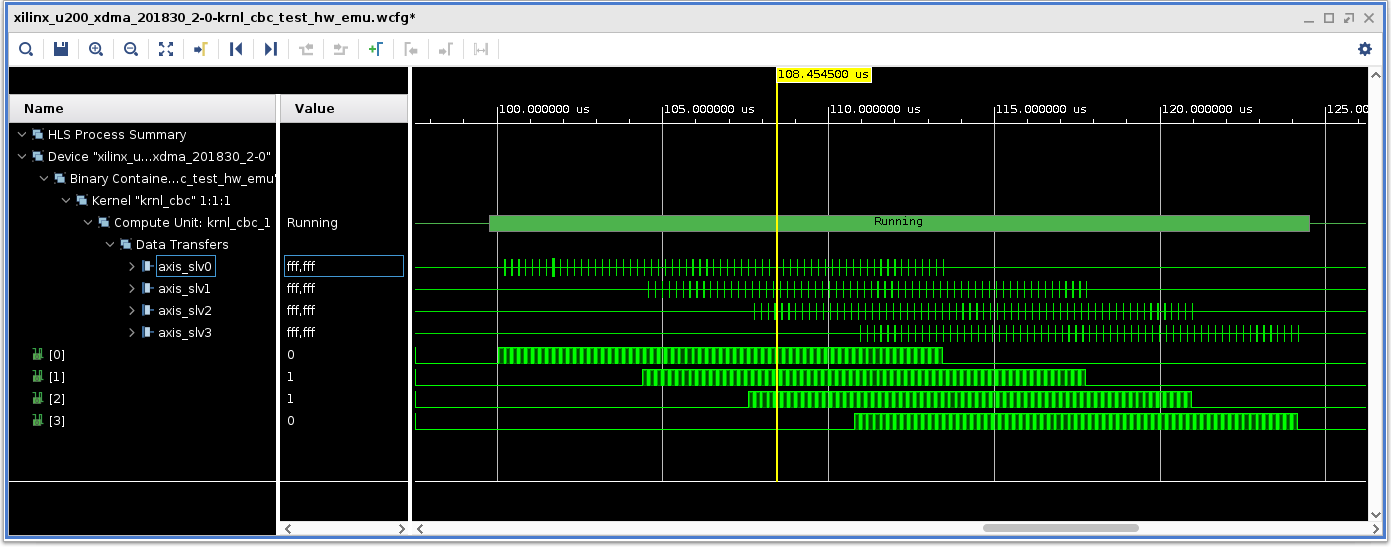 xilinx_u200_xdma_201830_2-0-krnl_cbc_test_hw_emu.wcfg*
108.454500 us
Name Value 100.000000 us 105.000000 us 110.000000 us 115.000000 us 120.000000 us 125.00
HLS Process Summary
Device "xilinx_u...xdma_201830_2-0"
Binary Containe...c_test_hw_emu'
Kernel "krnl_cbc" 1:1:1
Compute Unit: krnl_cbc_1 Running Running
Data Transfers
axis_slv0 fff,fff
axis_slv1 fff,fff
axis_slv2 fff,fff
axis_slv3 fff,fff
[0] 0
[1] 1
[2] 1
[3] 0